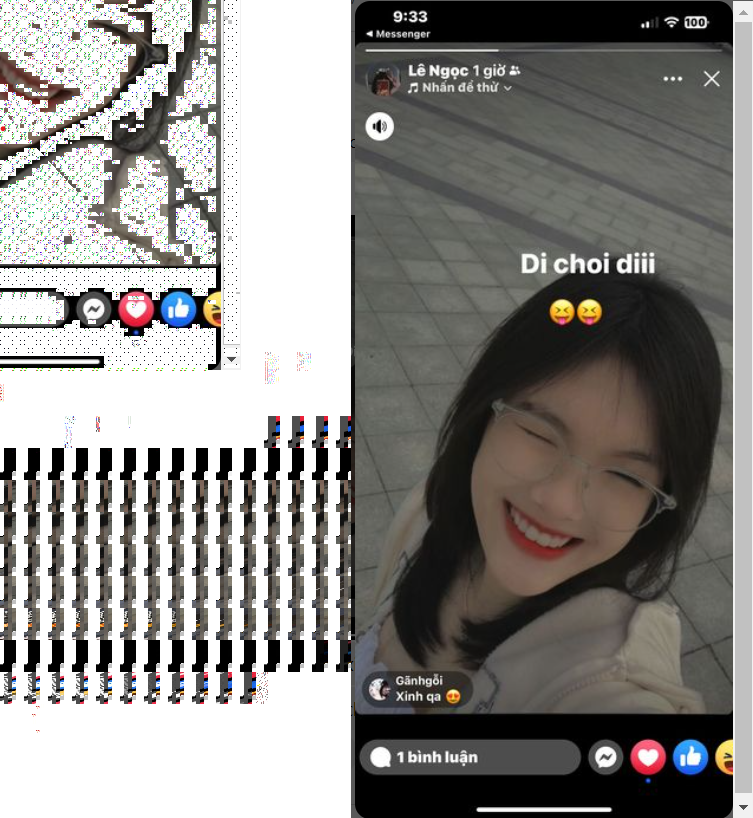 9:33
100
Messenger
Lê Ngọc 1 giờ
Nhấn để thử
Di choi diii
😝😝
Gãnhgỗi
Xinh qa 😍
1 bình luận